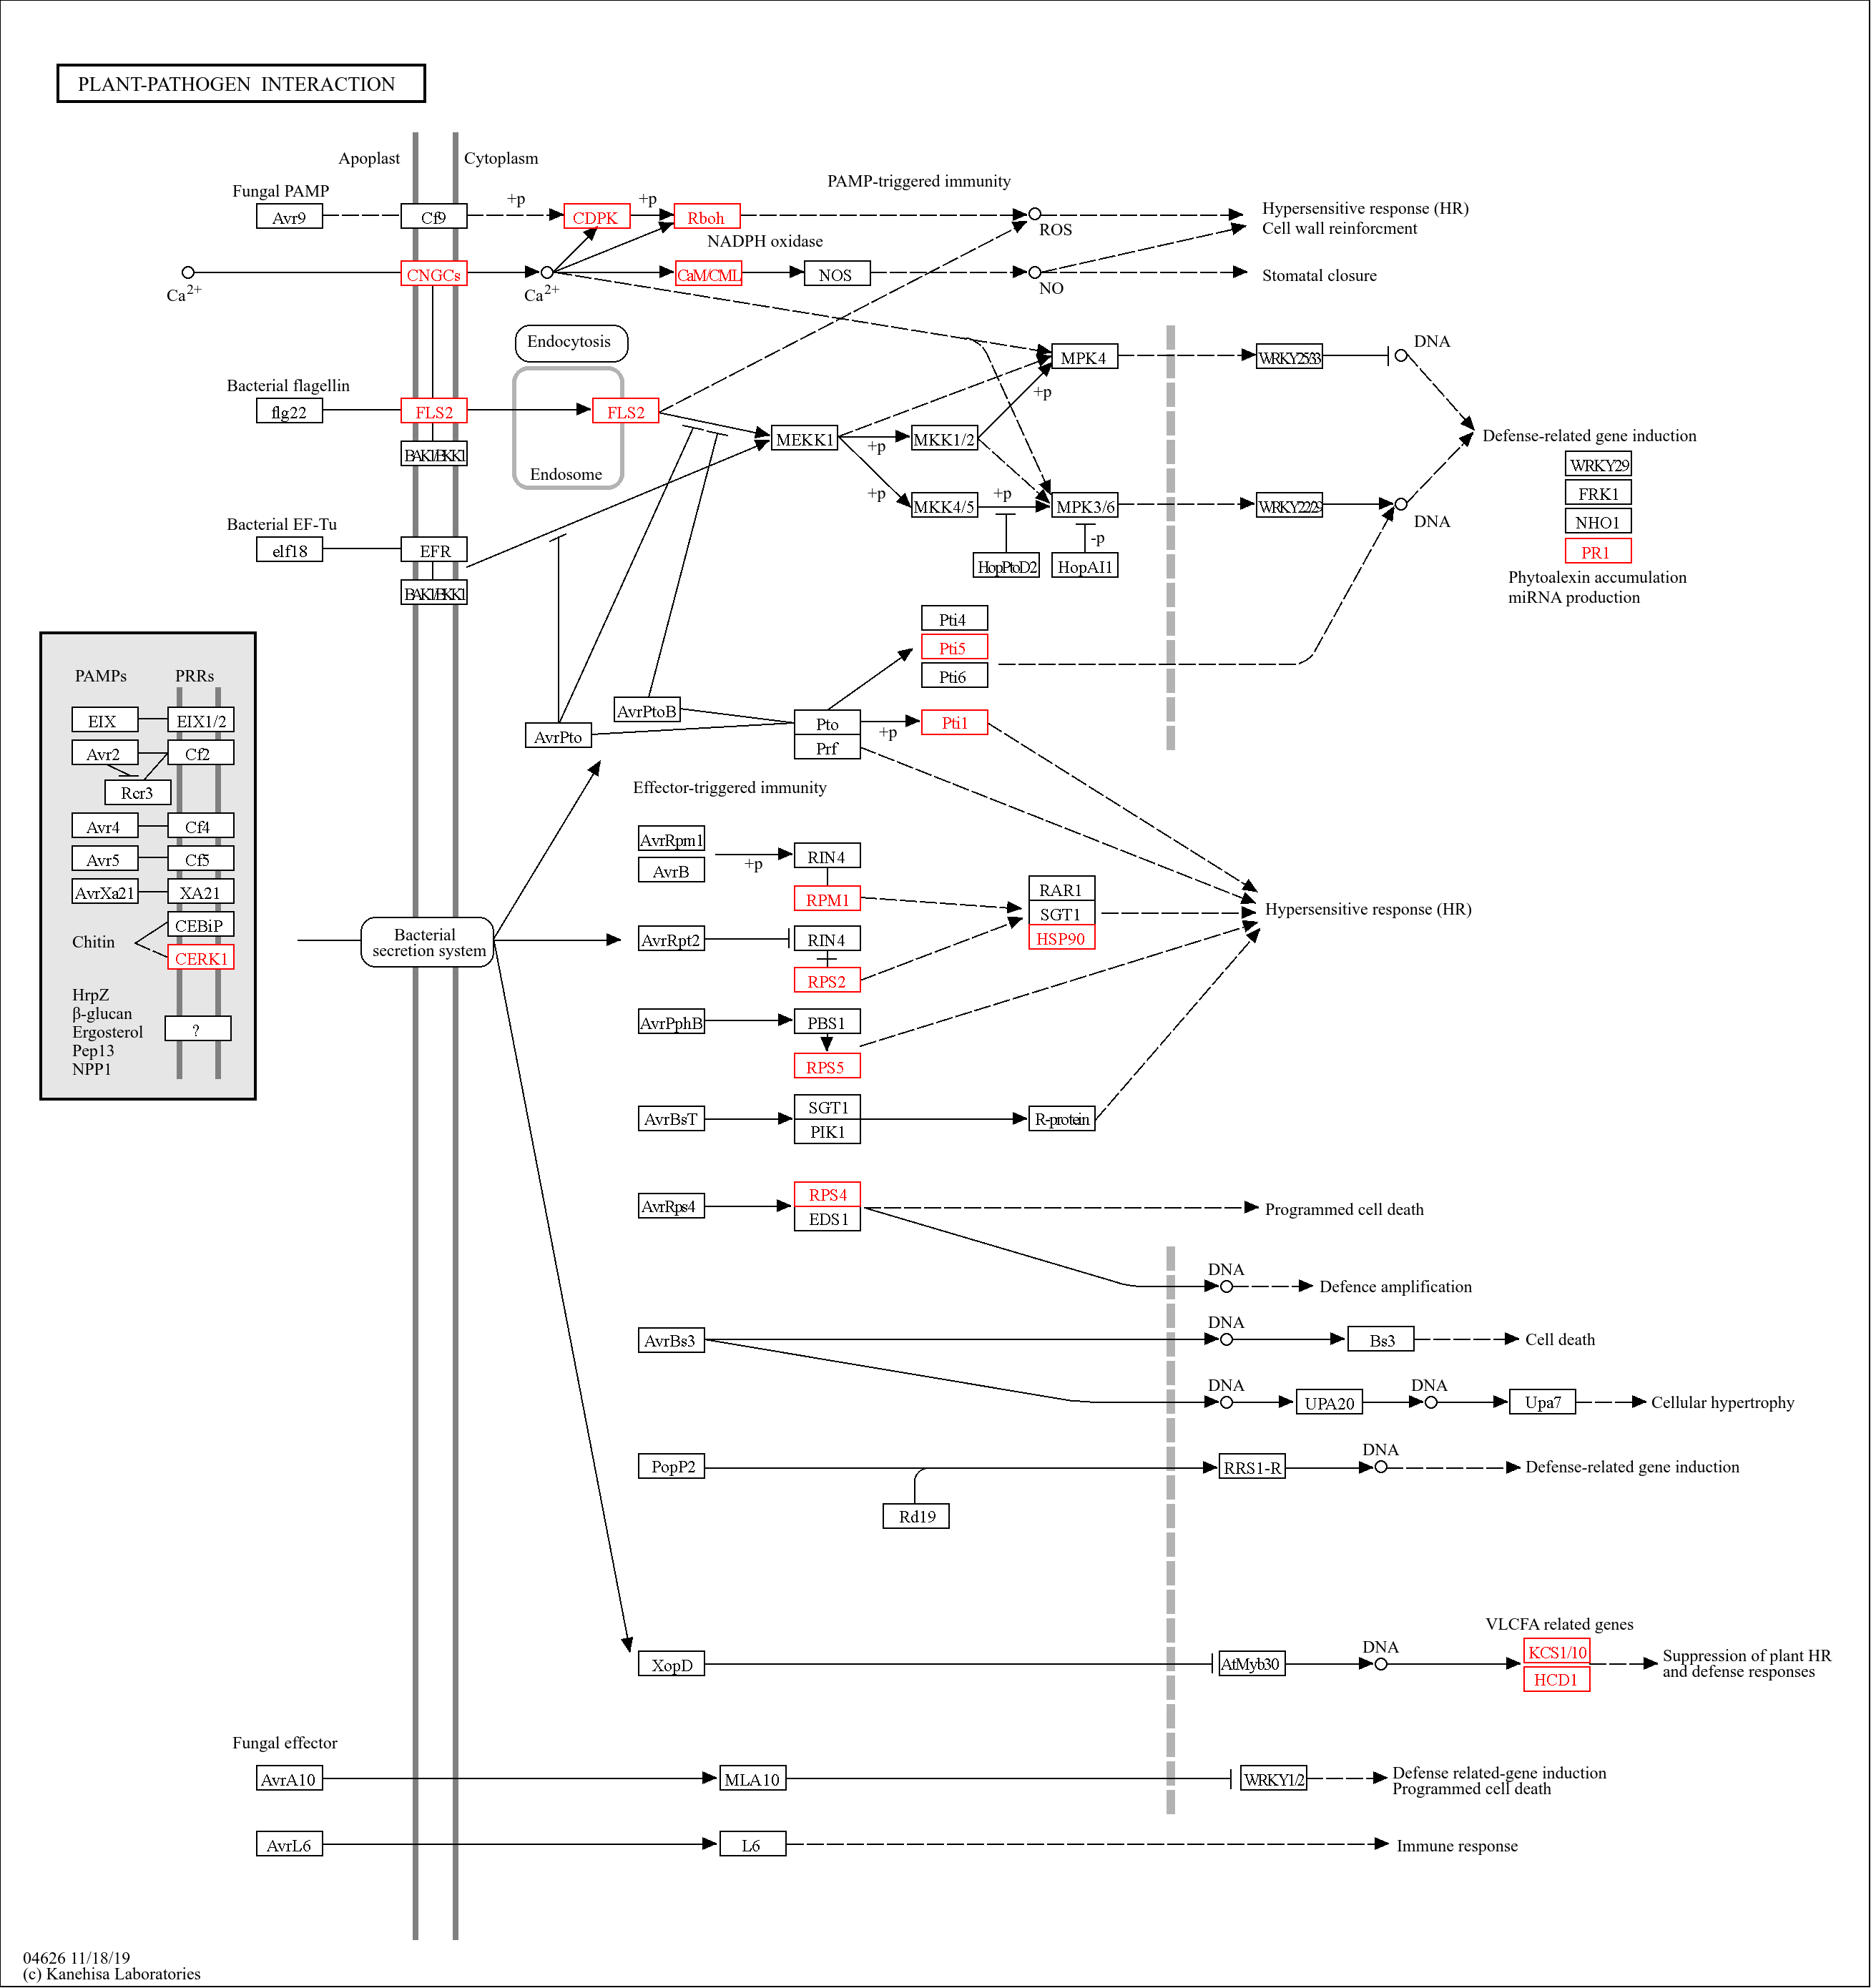 PLANT-PATHOGEN INTERACTION
Apoplast
Cytoplasm
Fungal PAMP
+p
+p
PAMP-triggered immunity
Avr9
Cf9
CDPK
Rboh
ROS
Hypersensitive response (HR)
Cell wall reinforcment
NADPH oxidase
Ca2+
CNGCs
Ca2+
CaM/CML
NOS
NO
Stomatal closure
Endocytosis
MPK4
WRKY25/33
DNA
Bacterial flagellin
flg22
FLS2
FLS2
+p
BAK1/BKK1
MEKK1
+p
MKK1/2
Defense-related gene induction
WRKY29
FRK1
NHO1
PR1
Phytoalexin accumulation
miRNA production
Endosome
+p
MKK4/5
+p
MPK3/6
WRKY22/29
DNA
Bacterial EF-Tu
elf18
EFR
BAK1/BKK1
-p
HopPtoD2
HopAI1
Pti4
Pti5
Pti6
PAMPs
PRRs
EIX
EIX1/2
Avr2
Cf2
Rcr3
Avr4
Cf4
Avr5
Cf5
AvrXa21
XA21
CEBiP
Chitin
CERK1
HrpZ
β-glucan
Ergosterol
Pep13
NPP1
?
AvrPtoB
AvrPto
Pto
Prf
+p
Pti1
Effector-triggered immunity
AvrRpm1
AvrB
+p
RIN4
RPM1
RAR1
SGT1
HSP90
Hypersensitive response (HR)
Bacterial
secretion system
AvrRpt2
RIN4
RPS2
AvrPphB
PBS1
RPS5
AvrBsT
SGT1
PIK1
R-protein
AvrRps4
RPS4
EDS1
Programmed cell death
DNA
Defence amplification
AvrBs3
DNA
Bs3
Cell death
DNA
UPA20
DNA
Upa7
Cellular hypertrophy
PopP2
RRS1-R
DNA
Defense-related gene induction
Rd19
VLCFA related genes
XopD
AtMyb30
DNA
KCS1/10
HCD1
Suppression of plant HR
and defense responses
Fungal effector
AvrA10
MLA10
WRKY1/2
Defense related-gene induction
Programmed cell death
AvrL6
L6
Immune response
04626 11/18/19
(c) Kanehisa Laboratories